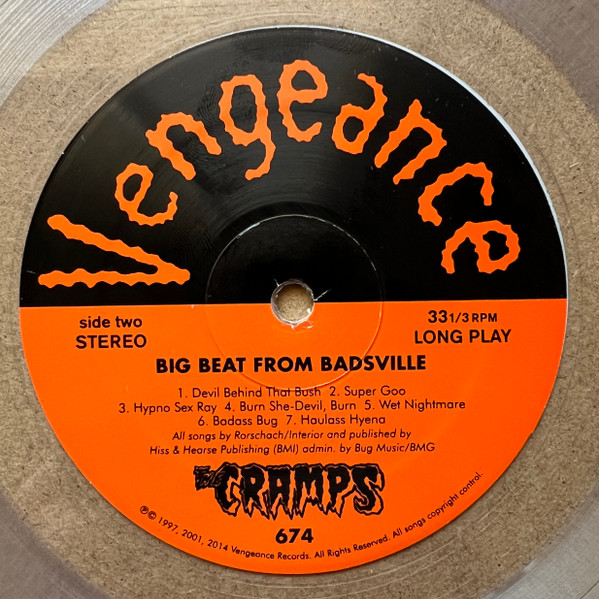 Vengeance
side two
STEREO
33 1/3 RPM
LONG PLAY
BIG BEAT FROM BADSVILLE
1. Devil Behind That Bush 2. Super Goo
3. Hypno Sex Ray 4. Burn She-Devil, Burn 5. Wet Nightmare
6. Badass Bug 7. Haulass Hyena
All songs by Rorschach/Interior and published by
Hiss & Hearse Publishing (BMI) admin. by Bug Music/BMG
THE CRAMPS
674
℗© 1997, 2001, 2014 Vengeance Records. All Rights Reserved. All songs copyright control.